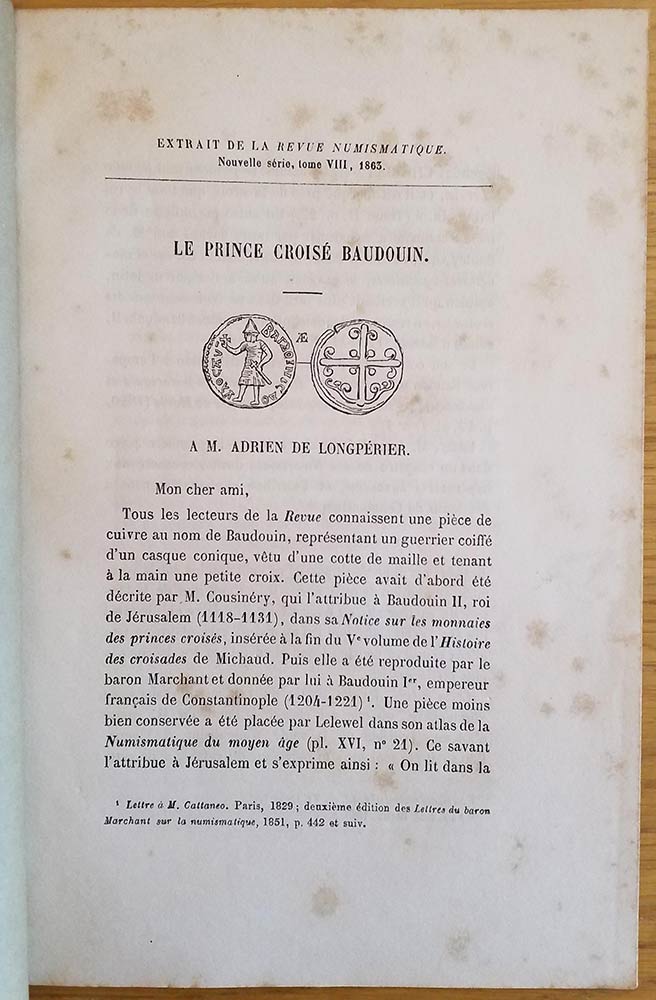 EXTRAIT DE LA REVUE NUMISMATIQUE.
Nouvelle série, tome VIII, 1863.
LE PRINCE CROISÉ BAUDOUIN.
Æ
A M. ADRIEN DE LONGPÉRIER.
Mon cher ami,
Tous les lecteurs de la Revue connaissent une pièce de
cuivre au nom de Baudouin, représentant un guerrier coiffé
d'un casque conique, vêtu d'une cotte de maille et tenant
à la main une petite croix. Cette pièce avait d'abord été
décrite par M. Cousinéry, qui l'attribue à Baudouin II, roi
de Jérusalem (1118-1131), dans sa Notice sur les monnaies
des princes croisés, insérée à la fin du Ve volume de l'Histoire
des croisades de Michaud. Puis elle a été reproduite par le
baron Marchant et donnée par lui à Baudouin Ier, empereur
français de Constantinople (1204-1221) ¹. Une pièce moins
bien conservée a été placée par Lelewel dans son atlas de la
Numismatique du moyen âge (pl. XVI, n° 21). Ce savant
l'attribue à Jérusalem et s'exprime ainsi : « On lit dans la
¹ Lettre à M. Cattaneo. Paris, 1829 ; deuxième édition des Lettres du baron
Marchant sur la numismatique, 1851, p. 442 et suiv.